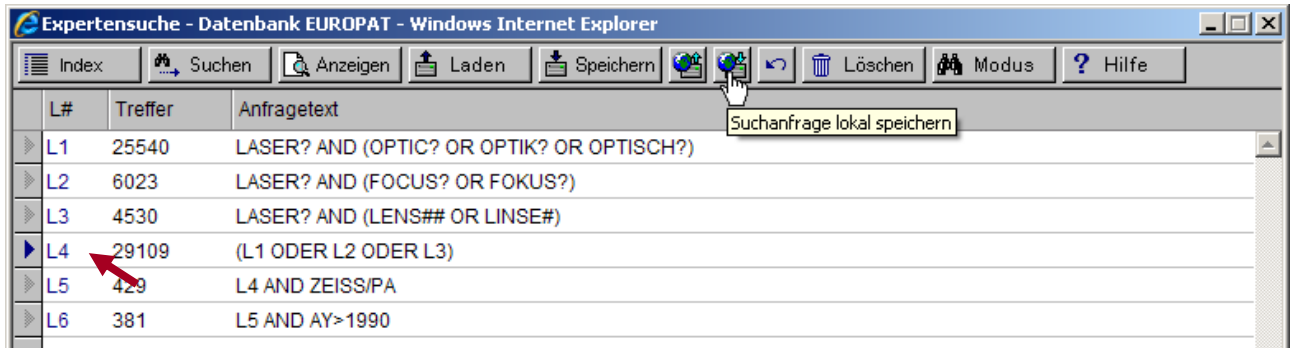 Expertensuche - Datenbank EUROPAT - Windows Internet Explorer
Index Suchen Anzeigen Laden Speichern Löschen Modus ? Hilfe
L# Treffer Anfragetext
Suchanfrage lokal speichern
L1 25540 LASER? AND (OPTIC? OR OPTIK? OR OPTISCH?)
L2 6023 LASER? AND (FOCUS? OR FOKUS?)
L3 4530 LASER? AND (LENS## OR LINSE#)
L4 29109 (L1 ODER L2 ODER L3)
L5 429 L4 AND ZEISS/PA
L6 381 L5 AND AY>1990